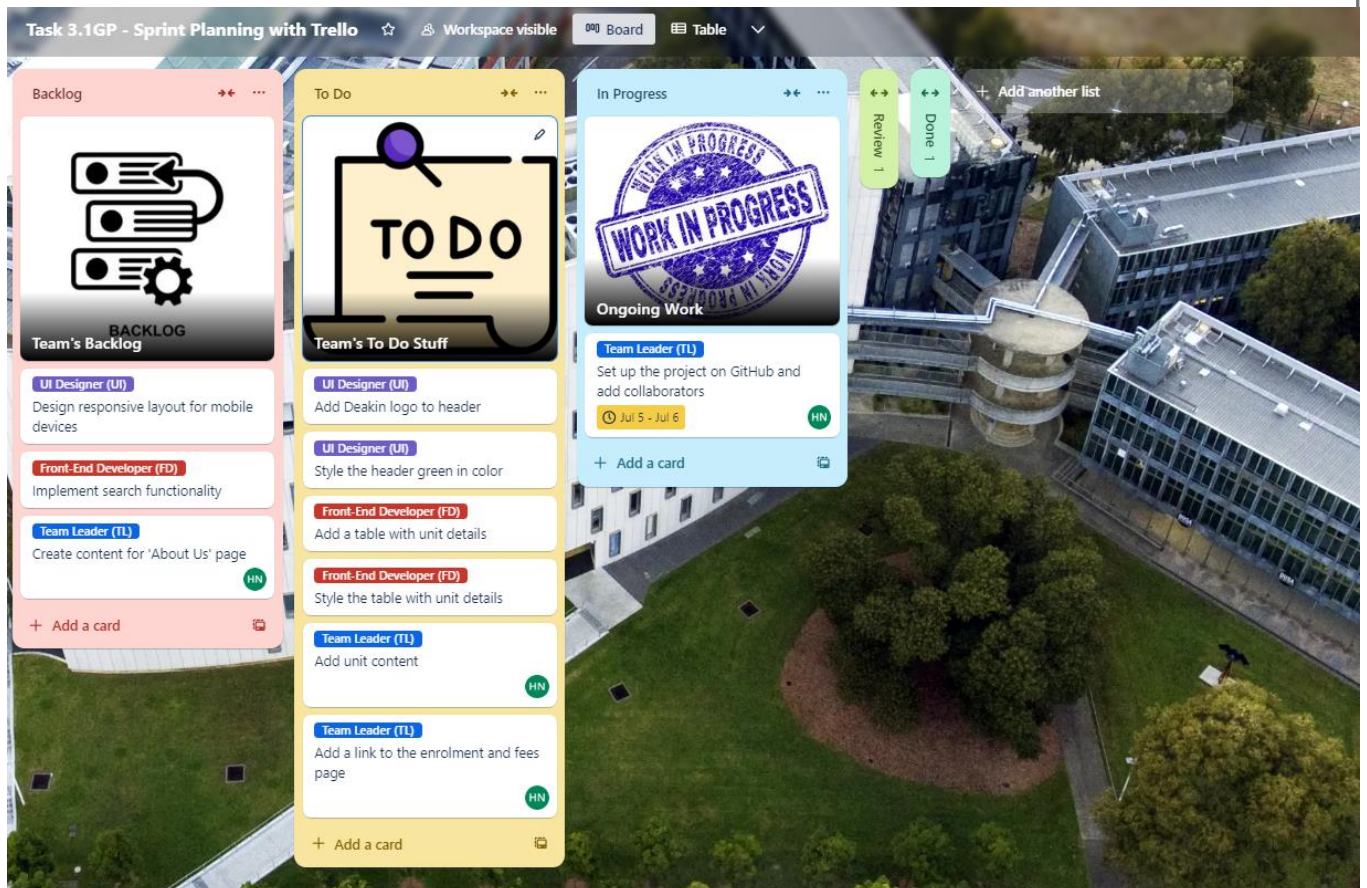 Task 3.1GP - Sprint Planning with Trello
Workspace visible
Board
Table
Backlog
BACKLOG
Team's Backlog
UI Designer (UI)
Design responsive layout for mobile
devices
Front-End Developer (FD)
Implement search functionality
Team Leader (TL)
Create content for 'About Us' page
HN
+ Add a card
To Do
TO DO
Team's To Do Stuff
UI Designer (UI)
Add Deakin logo to header
UI Designer (UI)
Style the header green in color
Front-End Developer (FD)
Add a table with unit details
Front-End Developer (FD)
Style the table with unit details
Team Leader (TL)
Add unit content
HN
Team Leader (TL)
Add a link to the enrolment and fees
page
HN
+ Add a card
In Progress
WORK IN PROGRESS
WORK IN PROGRESS
WORK IN PROGRESS
Ongoing Work
Team Leader (TL)
Set up the project on GitHub and
add collaborators
Jul 5 - Jul 6
HN
+ Add a card
Review 1
Done 1
+ Add another list